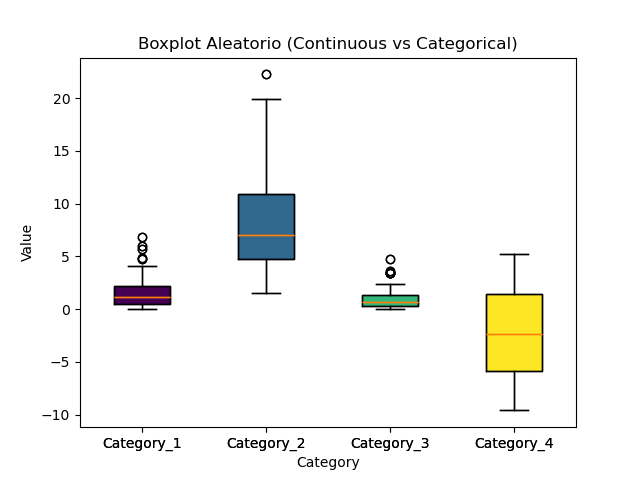 Boxplot Aleatorio (Continuous vs Categorical)
Value
20
15
10
5
0
−5
−10
Category_1 Category_2 Category_3 Category_4
Category